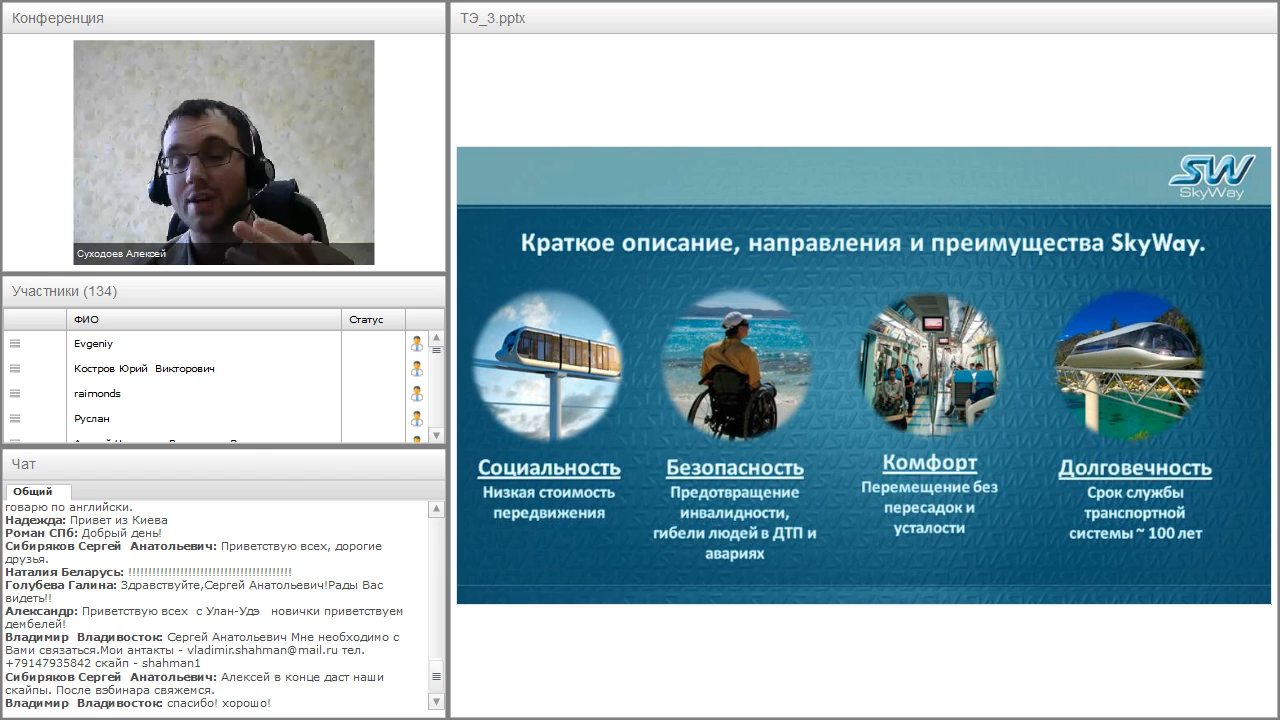 Конференция
Суходоев Алексей
Участники (134)
ФИО
Статус
Evgeniy
Костров Юрий Викторович
raimonds
Руслан
Чат
Общий
говарю по английски.
Надежда: Привет из Киева
Роман СПб: Добрый день!
Сибиряков Сергей Анатольевич: Приветствую всех, дорогие
друзья.
Наталия Беларусь: !!!!!!!!!!!!!!!!!!!!!!!!!!!!!!!!!!!!!!!!!
Голубева Галина: Здравствуйте,Сергей Анатольевич!Рады Вас
видеть!!
Александр: Приветствую всех с Улан-Удэ новички приветствуем
дембелей!
Владимир Владивосток: Сергей Анатольевич Мне необходимо с
Вами связаться.Мои антакты - vladimir.shahman@mail.ru тел.
+79147935842 скайп - shahman1
Сибиряков Сергей Анатольевич: Алексей в конце даст наши
скайпы. После вэбинара свяжемся.
Владимир Владивосток: спасибо! хорошо!
ТЭ_3.pptx
SW
SkyWay
Краткое описание, направления и преимущества SkyWay.
Социальность
Низкая стоимость
передвижения
Безопасность
Предотвращение
инвалидности,
гибели людей в ДТП и
авариях
Комфорт
Перемещение без
пересадок и
усталости
Долговечность
Срок службы
транспортной
системы ~ 100 лет